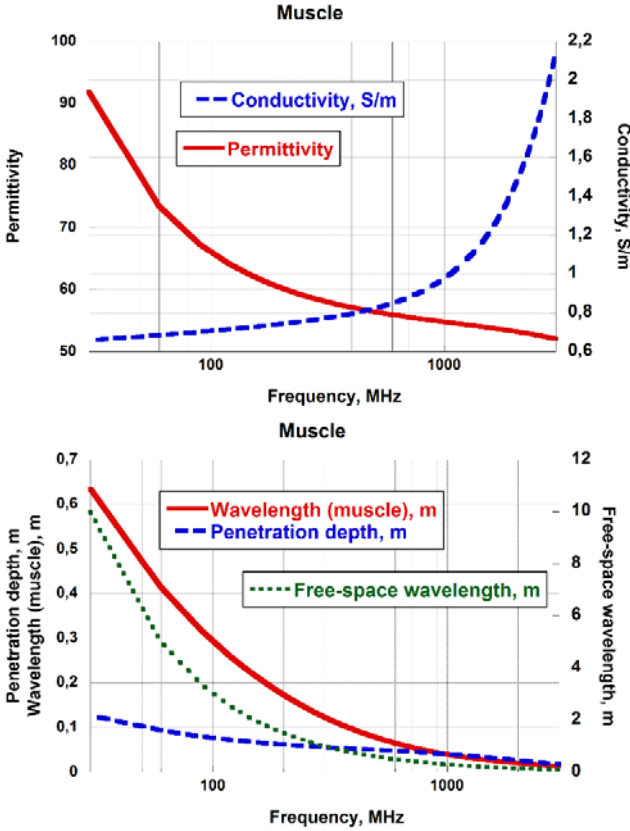 Muscle
100
90
80
70
60
50
Permittivity
2,2
2
1,8
1,6
1,4
1,2
1
0,8
0,6
Conductivity, S/m
Conductivity, S/m
Permittivity
100
1000
Frequency, MHz
Muscle
0,7
0,6
0,5
0,4
0,3
0,2
0,1
0
Penetration depth, m
Wavelength (muscle), m
12
10
8
6
4
2
0
Free-space wavelength, m
Wavelength (muscle), m
Penetration depth, m
Free-space wavelength, m
100
1000
Frequency, MHz